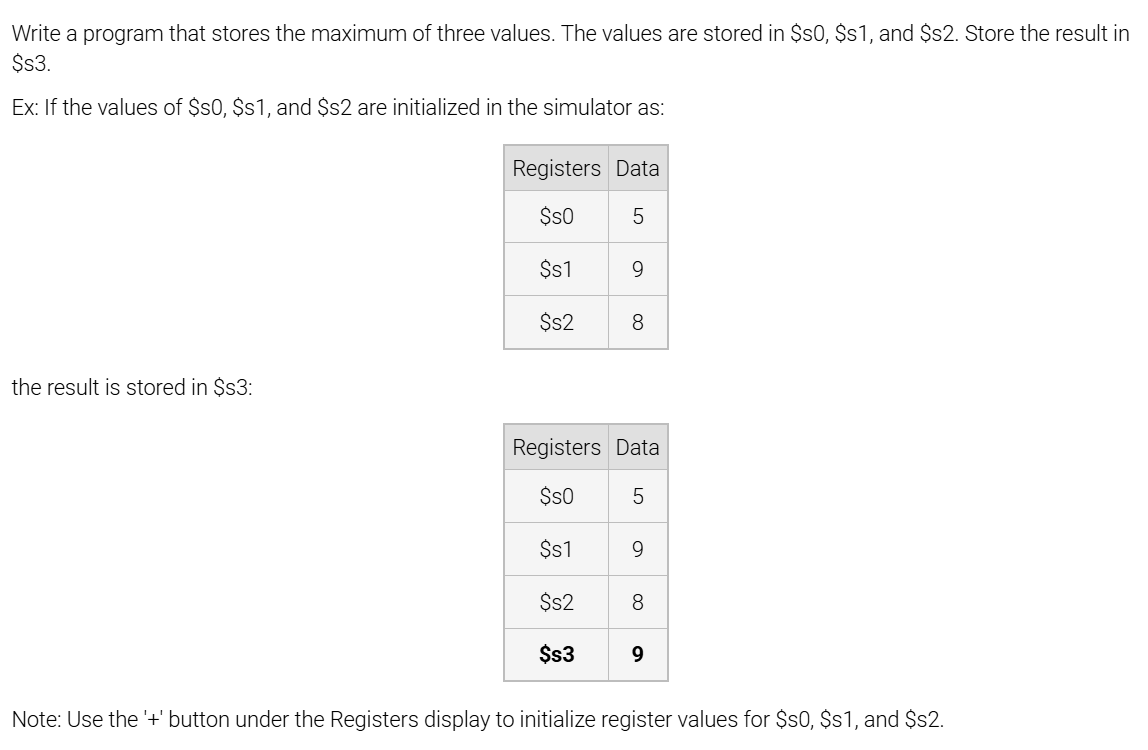 Write a program that stores the maximum of three values. The values are stored in $s0, $s1, and $s2. Store the result in
$s3.
Ex: If the values of $s0, $s1, and $s2 are initialized in the simulator as:
Registers Data
$s0 5
$s1 9
$s2 8
the result is stored in $s3:
Registers Data
$s0 5
$s1 9
$s2 8
$s3 9
Note: Use the '+' button under the Registers display to initialize register values for $s0, $s1, and $s2.